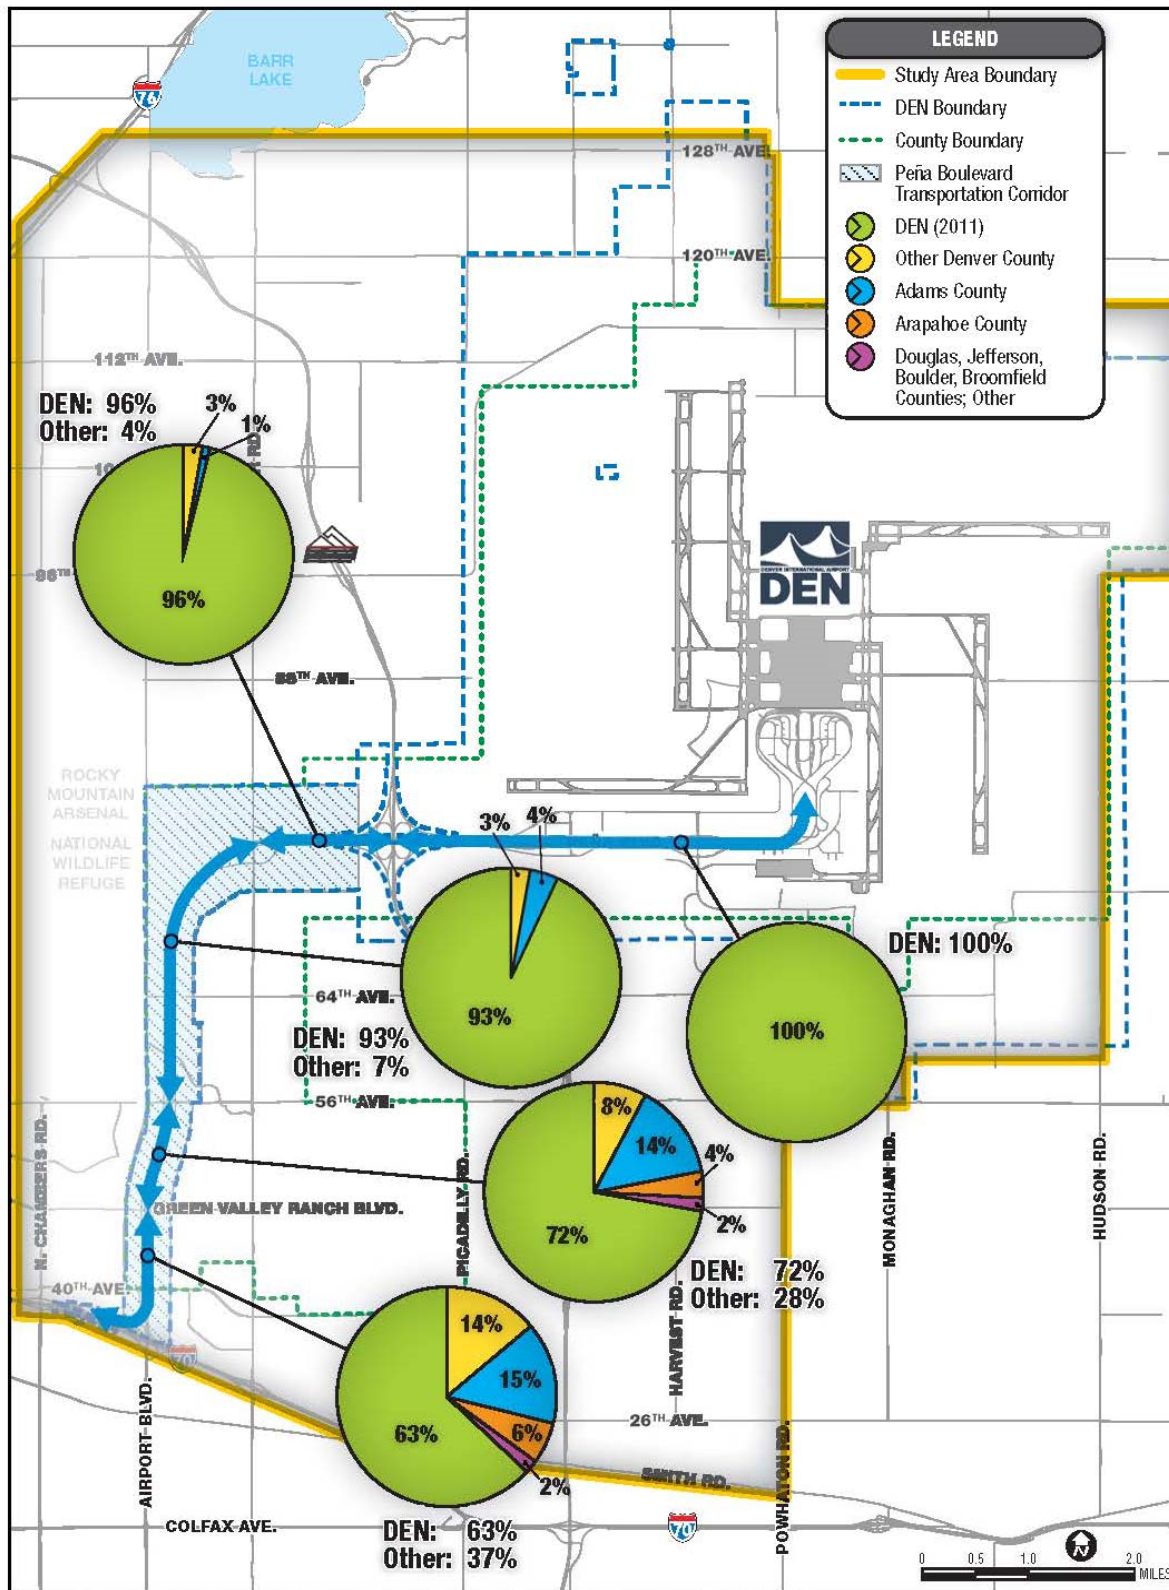 LEGEND
Study Area Boundary
DEN Boundary
County Boundary
Peña Boulevard
Transportation Corridor
DEN (2011)
Other Denver County
Adams County
Arapahoe County
Douglas, Jefferson,
Boulder, Broomfield
Counties; Other
BARR
LAKE
76
128TH AVE.
120TH AVE.
112TH AVE.
DEN: 96%
Other: 4%
3%
1%
RD.
96TH
96%
DENVER INTERNATIONAL AIRPORT
DEN
88TH AVE.
ROCKY
MOUNTAIN
ARSENAL
NATIONAL
WILDLIFE
REFUGE
3%
4%
93%
DEN: 93%
Other: 7%
64TH AVE.
DEN: 100%
100%
56TH AVE.
8%
14%
4%
2%
72%
DEN: 72%
Other: 28%
N. CHAMBERS RD.
GREEN VALLEY RANCH BLVD.
PICADILLY RD.
MONAGHAN RD.
HUDSON RD.
40TH AVE.
70
14%
15%
6%
2%
63%
DEN: 63%
Other: 37%
HARVEST RD.
26TH AVE.
SMITH RD.
POWHATON RD.
AIRPORT BLVD.
COLFAX AVE.
70
N
0 0.5 1.0 2.0
MILES